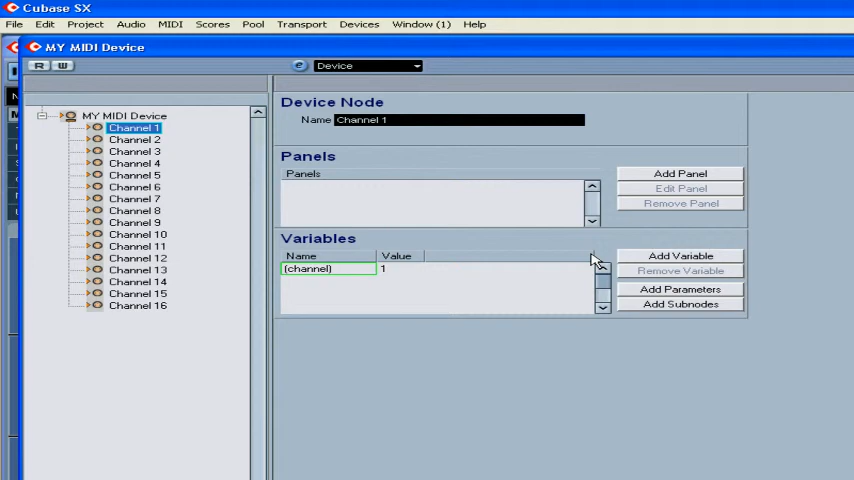 Cubase SX
File Edit Project Audio MIDI Scores Pool Transport Devices Window (1) Help
MY MIDI Device
R W e Device
Device Node
Name Channel 1
Panels
Panels
Add Panel
Edit Panel
Remove Panel
Variables
Name Value
{channel} 1
Add Variable
Remove Variable
Add Parameters
Add Subnodes
MY MIDI Device
Channel 1
Channel 2
Channel 3
Channel 4
Channel 5
Channel 6
Channel 7
Channel 8
Channel 9
Channel 10
Channel 11
Channel 12
Channel 13
Channel 14
Channel 15
Channel 16